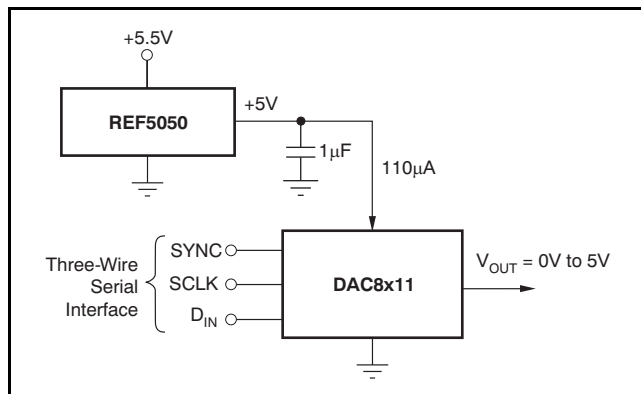 +5.5V
REF5050
+5V
1μF
110μA
Three-Wire
Serial
Interface
SYNC
SCLK
D_IN
DAC8x11
V_OUT = 0V to 5V